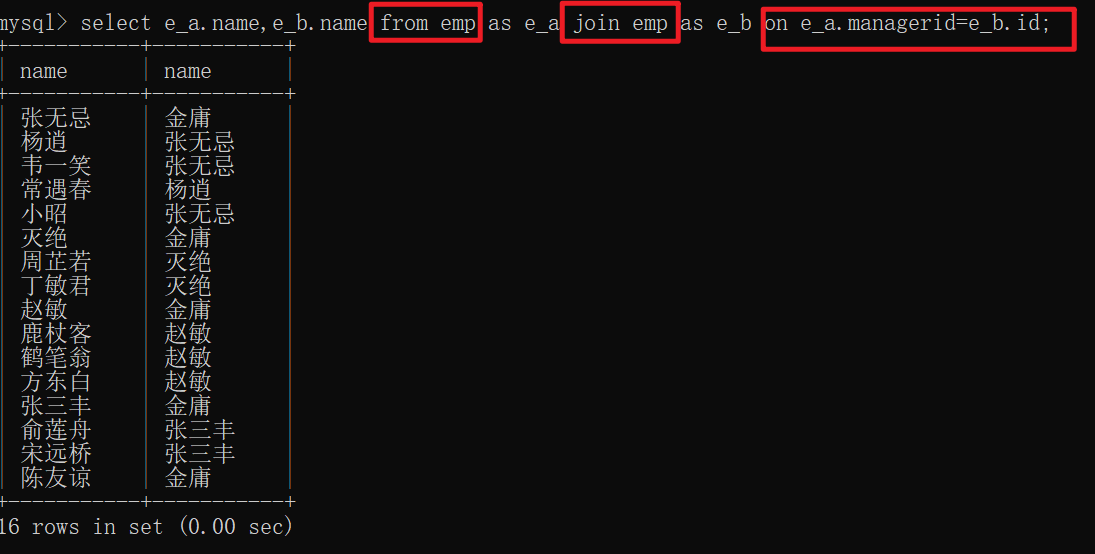 mysql> select e_a.name,e_b.name from emp as e_a join emp as e_b on e_a.managerid=e_b.id;
+-----------+-----------+
| name | name |
+-----------+-----------+
| 张无忌 | 金庸 |
| 杨逍 | 张无忌 |
| 韦一笑 | 张无忌 |
| 常遇春 | 杨逍 |
| 小昭 | 张无忌 |
| 灭绝 | 金庸 |
| 周芷若 | 灭绝 |
| 丁敏君 | 灭绝 |
| 赵敏 | 金庸 |
| 鹿杖客 | 赵敏 |
| 鹤笔翁 | 赵敏 |
| 方东白 | 赵敏 |
| 张三丰 | 金庸 |
| 俞莲舟 | 张三丰 |
| 宋远桥 | 张三丰 |
| 陈友谅 | 金庸 |
+-----------+-----------+
16 rows in set (0.00 sec)